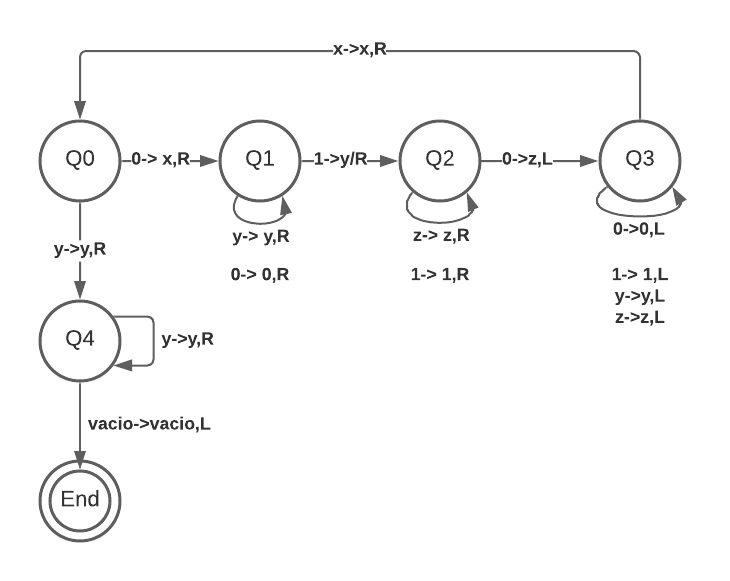 x->x,R
Q0
0-> x,R
Q1
1->y/R
Q2
0->z,L
Q3
y-> y,R
0-> 0,R
z-> z,R
1-> 1,R
0->0,L
1-> 1,L
y->y,L
z->z,L
y->y,R
Q4
y->y,R
vacio->vacio,L
End